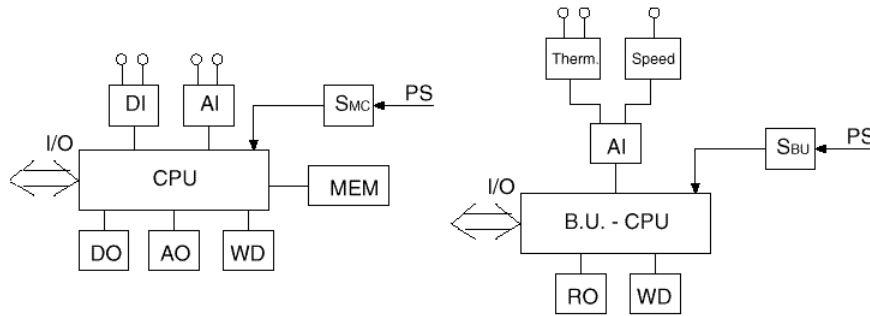 DI
AI
SMC
PS
I/O
CPU
MEM
DO
AO
WD
Therm.
Speed
AI
SBU
PS
I/O
B.U. - CPU
RO
WD